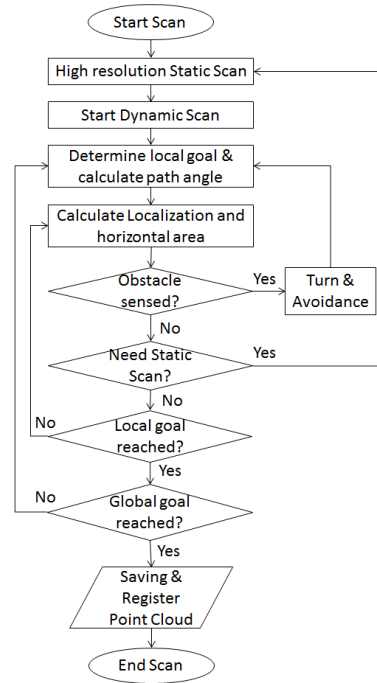 Start Scan
High resolution Static Scan
Start Dynamic Scan
Determine local goal &
calculate path angle
Calculate Localization and
horizontal area
Obstacle
sensed?
Yes
Turn &
Avoidance
No
Need Static
Scan?
Yes
No
Local goal
reached?
No
Yes
Global goal
reached?
No
Yes
Saving &
Register
Point Cloud
End Scan